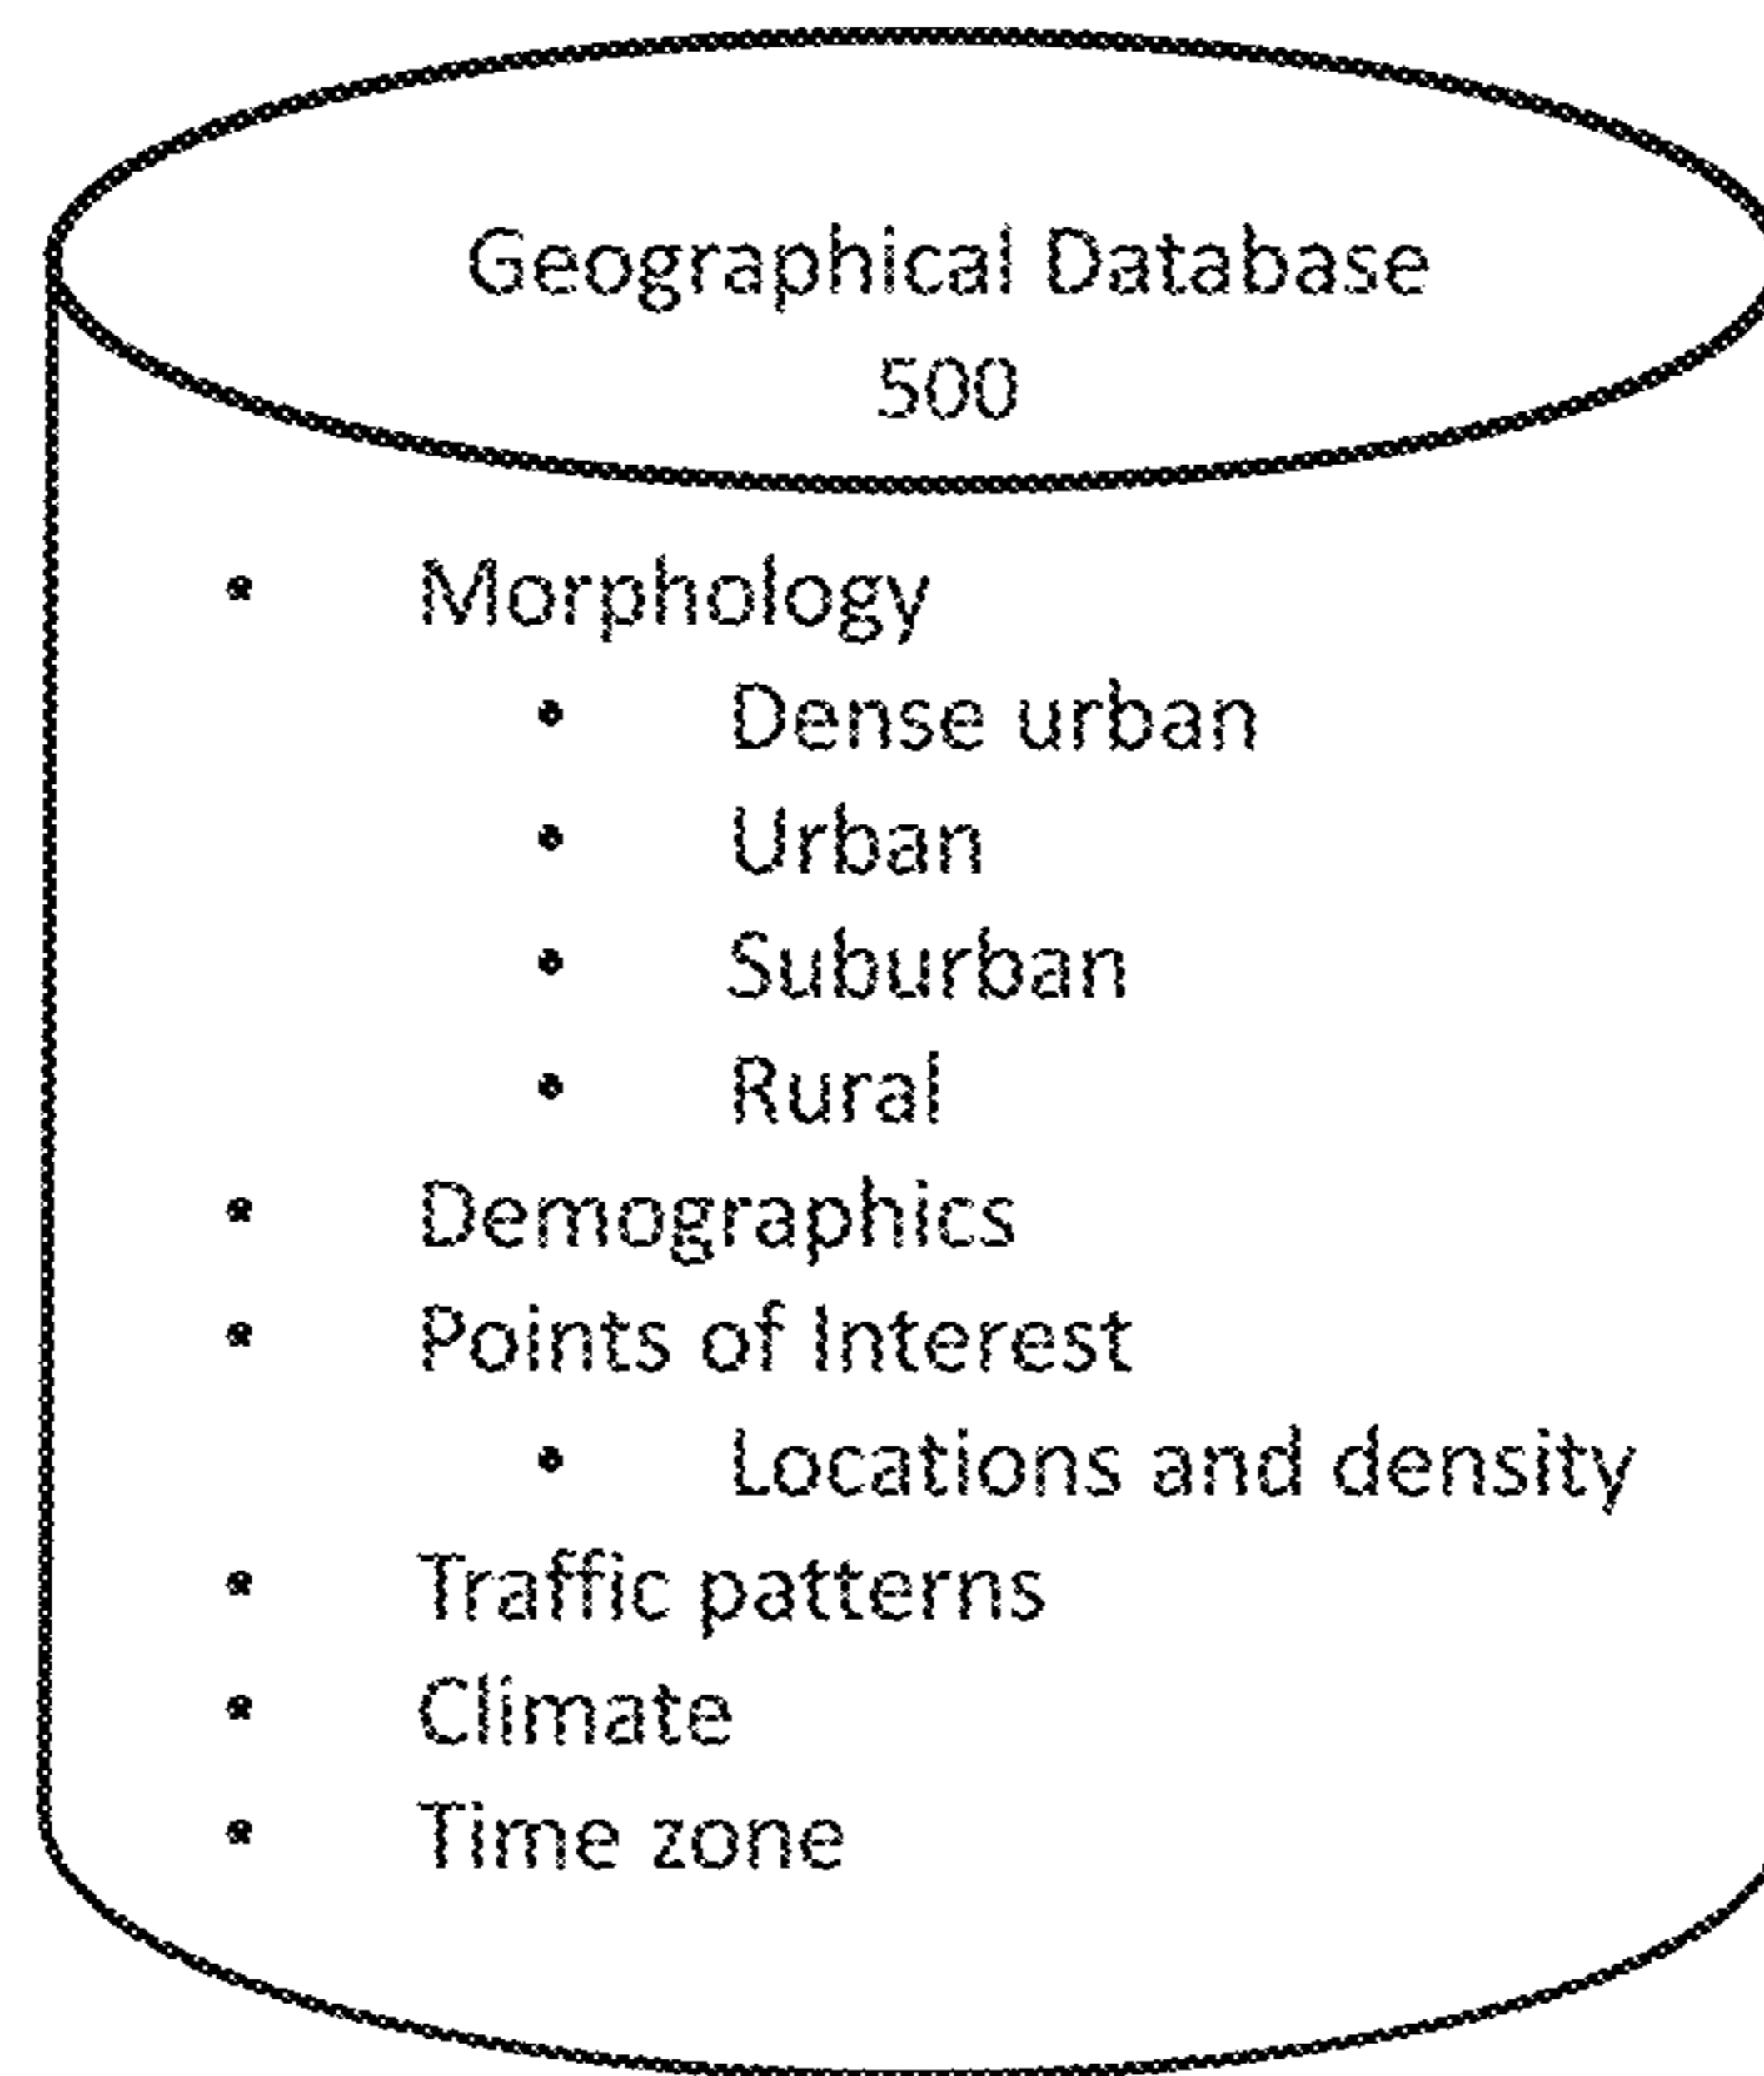 Geographical Database
500
• Morphology
• Dense urban
• Urban
• Suburban
• Rural
• Demographics
• Points of Interest
• Locations and density
• Traffic patterns
• Climate
• Time zone